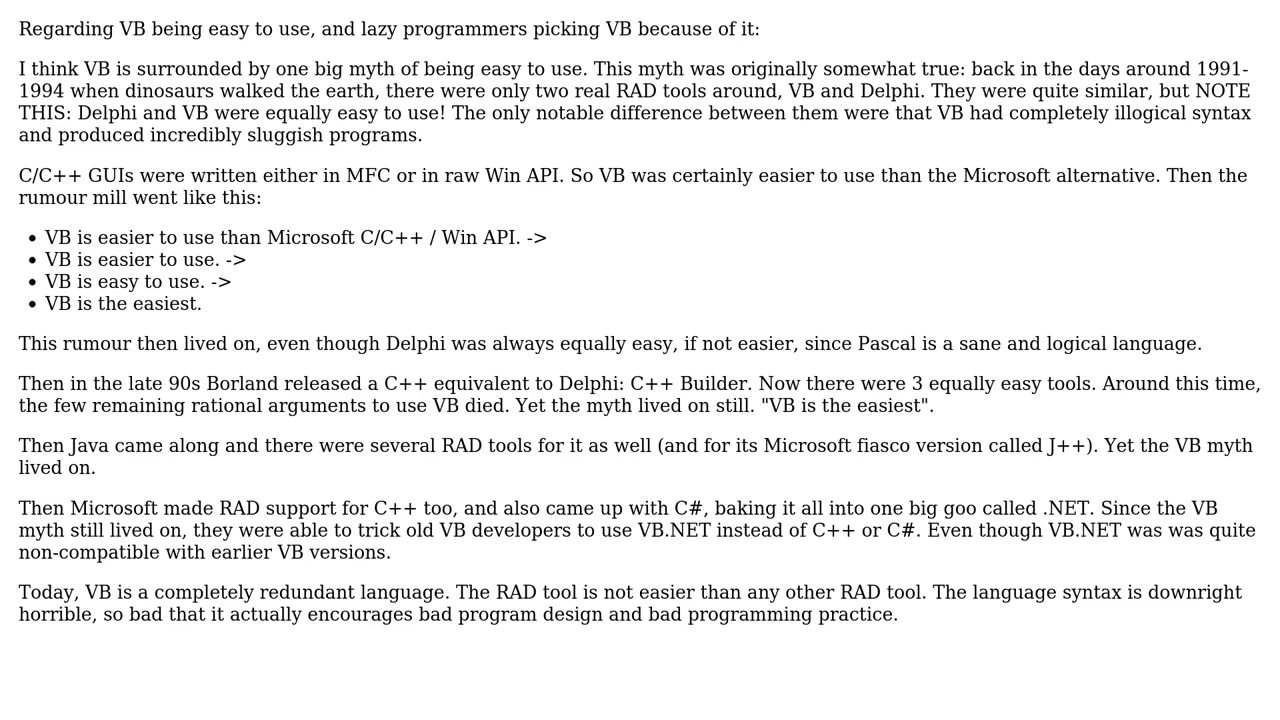 Regarding VB being easy to use, and lazy programmers picking VB because of it:
I think VB is surrounded by one big myth of being easy to use. This myth was originally somewhat true: back in the days around 1991-
1994 when dinosaurs walked the earth, there were only two real RAD tools around, VB and Delphi. They were quite similar, but NOTE
THIS: Delphi and VB were equally easy to use! The only notable difference between them were that VB had completely illogical syntax
and produced incredibly sluggish programs.
C/C++ GUIs were written either in MFC or in raw Win API. So VB was certainly easier to use than the Microsoft alternative. Then the
rumour mill went like this:
• VB is easier to use than Microsoft C/C++ / Win API. ->
• VB is easier to use. ->
• VB is easy to use. ->
• VB is the easiest.
This rumour then lived on, even though Delphi was always equally easy, if not easier, since Pascal is a sane and logical language.
Then in the late 90s Borland released a C++ equivalent to Delphi: C++ Builder. Now there were 3 equally easy tools. Around this time,
the few remaining rational arguments to use VB died. Yet the myth lived on still. "VB is the easiest".
Then Java came along and there were several RAD tools for it as well (and for its Microsoft fiasco version called J++). Yet the VB myth
lived on.
Then Microsoft made RAD support for C++ too, and also came up with C#, baking it all into one big goo called .NET. Since the VB
myth still lived on, they were able to trick old VB developers to use VB.NET instead of C++ or C#. Even though VB.NET was was quite
non-compatible with earlier VB versions.
Today, VB is a completely redundant language. The RAD tool is not easier than any other RAD tool. The language syntax is downright
horrible, so bad that it actually encourages bad program design and bad programming practice.